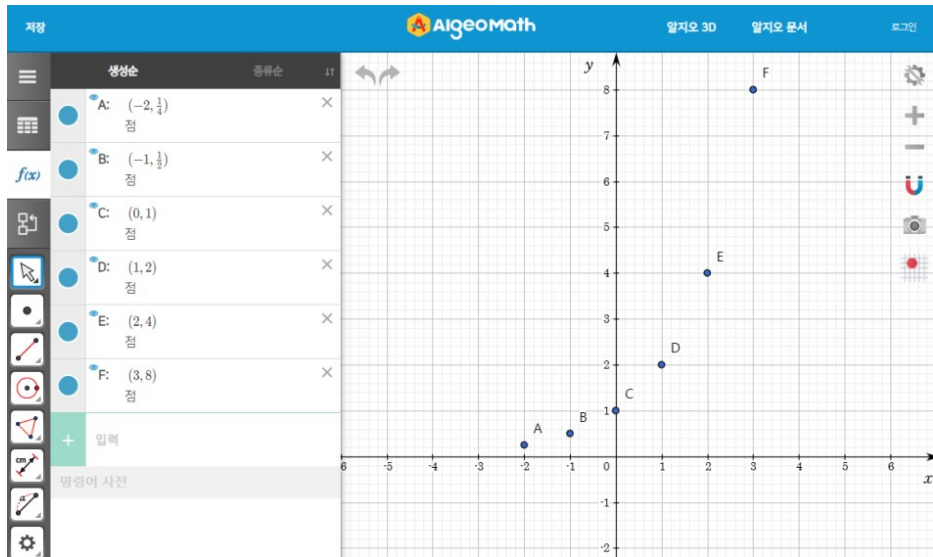 저장
AlgeoMath
알지오 3D
알지오 문서
로그인
생성순
종류순
A: (−2, 1/4)
점
B: (−1, 1/2)
점
C: (0, 1)
점
D: (1, 2)
점
E: (2, 4)
점
F: (3, 8)
점
+ 입력
명령어 사전
f(x)
cm
α
y
8
7
6
5
4
3
2
1
-1
-2
6
-5
-4
-3
-2
-1
0
1
2
3
4
5
6
x
A
B
C
D
E
F